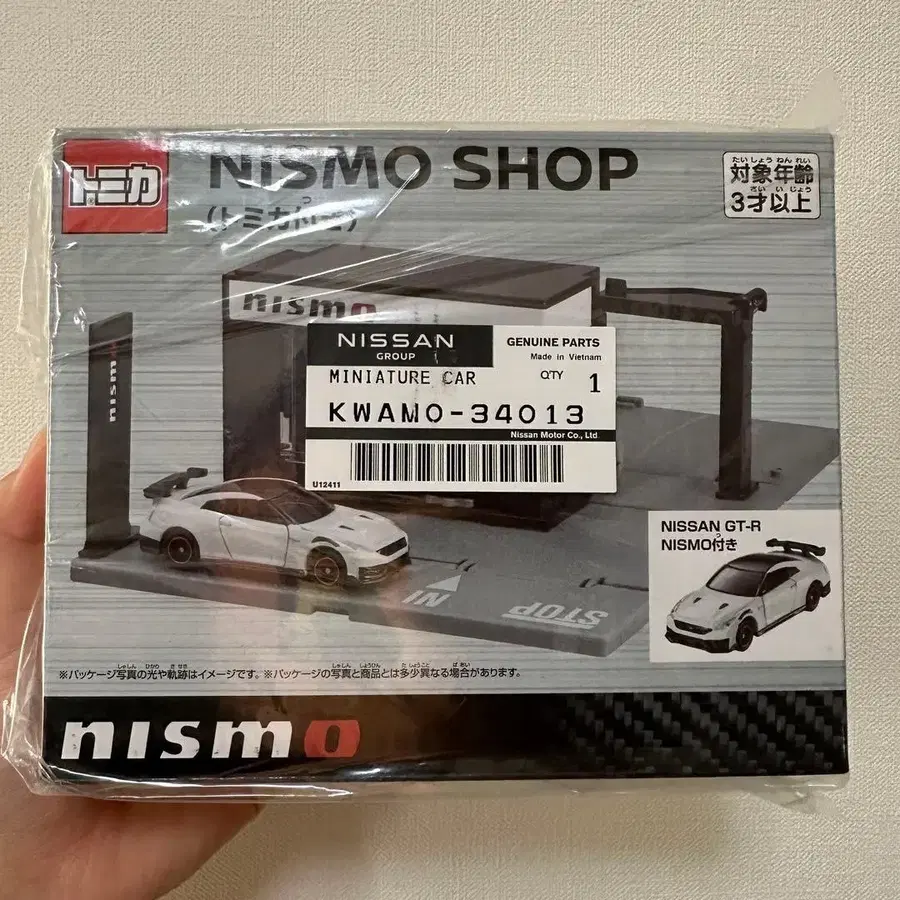 トミカ
NISMO SHOP
(トミカ付き)
たい しょう ねん れい
対象年齢
さい い じょう
3才以上
nismo
nismo
NISSAN
GROUP
GENUINE PARTS
Made in Vietnam
MINIATURE CAR
Q'TY
1
KWAMO-34013
Nissan Motor Co., Ltd
U12411
NISSAN GT-R
NISMO付き
IN
STOP
※パッケージ写真の光や軌跡はイメージです。※パッケージの写真と商品とは多少異なる場合があります。
nismo